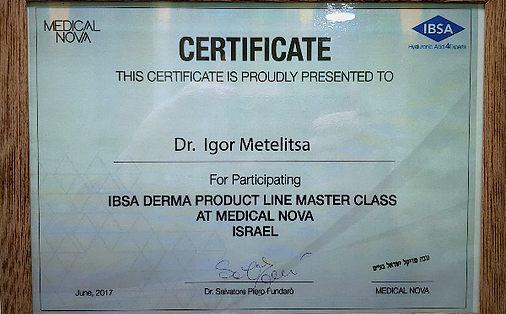 MEDICAL
NOVA
IBSA
Hyaluronic Acid 4 Experts
CERTIFICATE
THIS CERTIFICATE IS PROUDLY PRESENTED TO
Dr. Igor Metelitsa
For Participating
IBSA DERMA PRODUCT LINE MASTER CLASS
AT MEDICAL NOVA
ISRAEL
June, 2017
Dr. Salvatore Piero Fundarò
MEDICAL NOVA